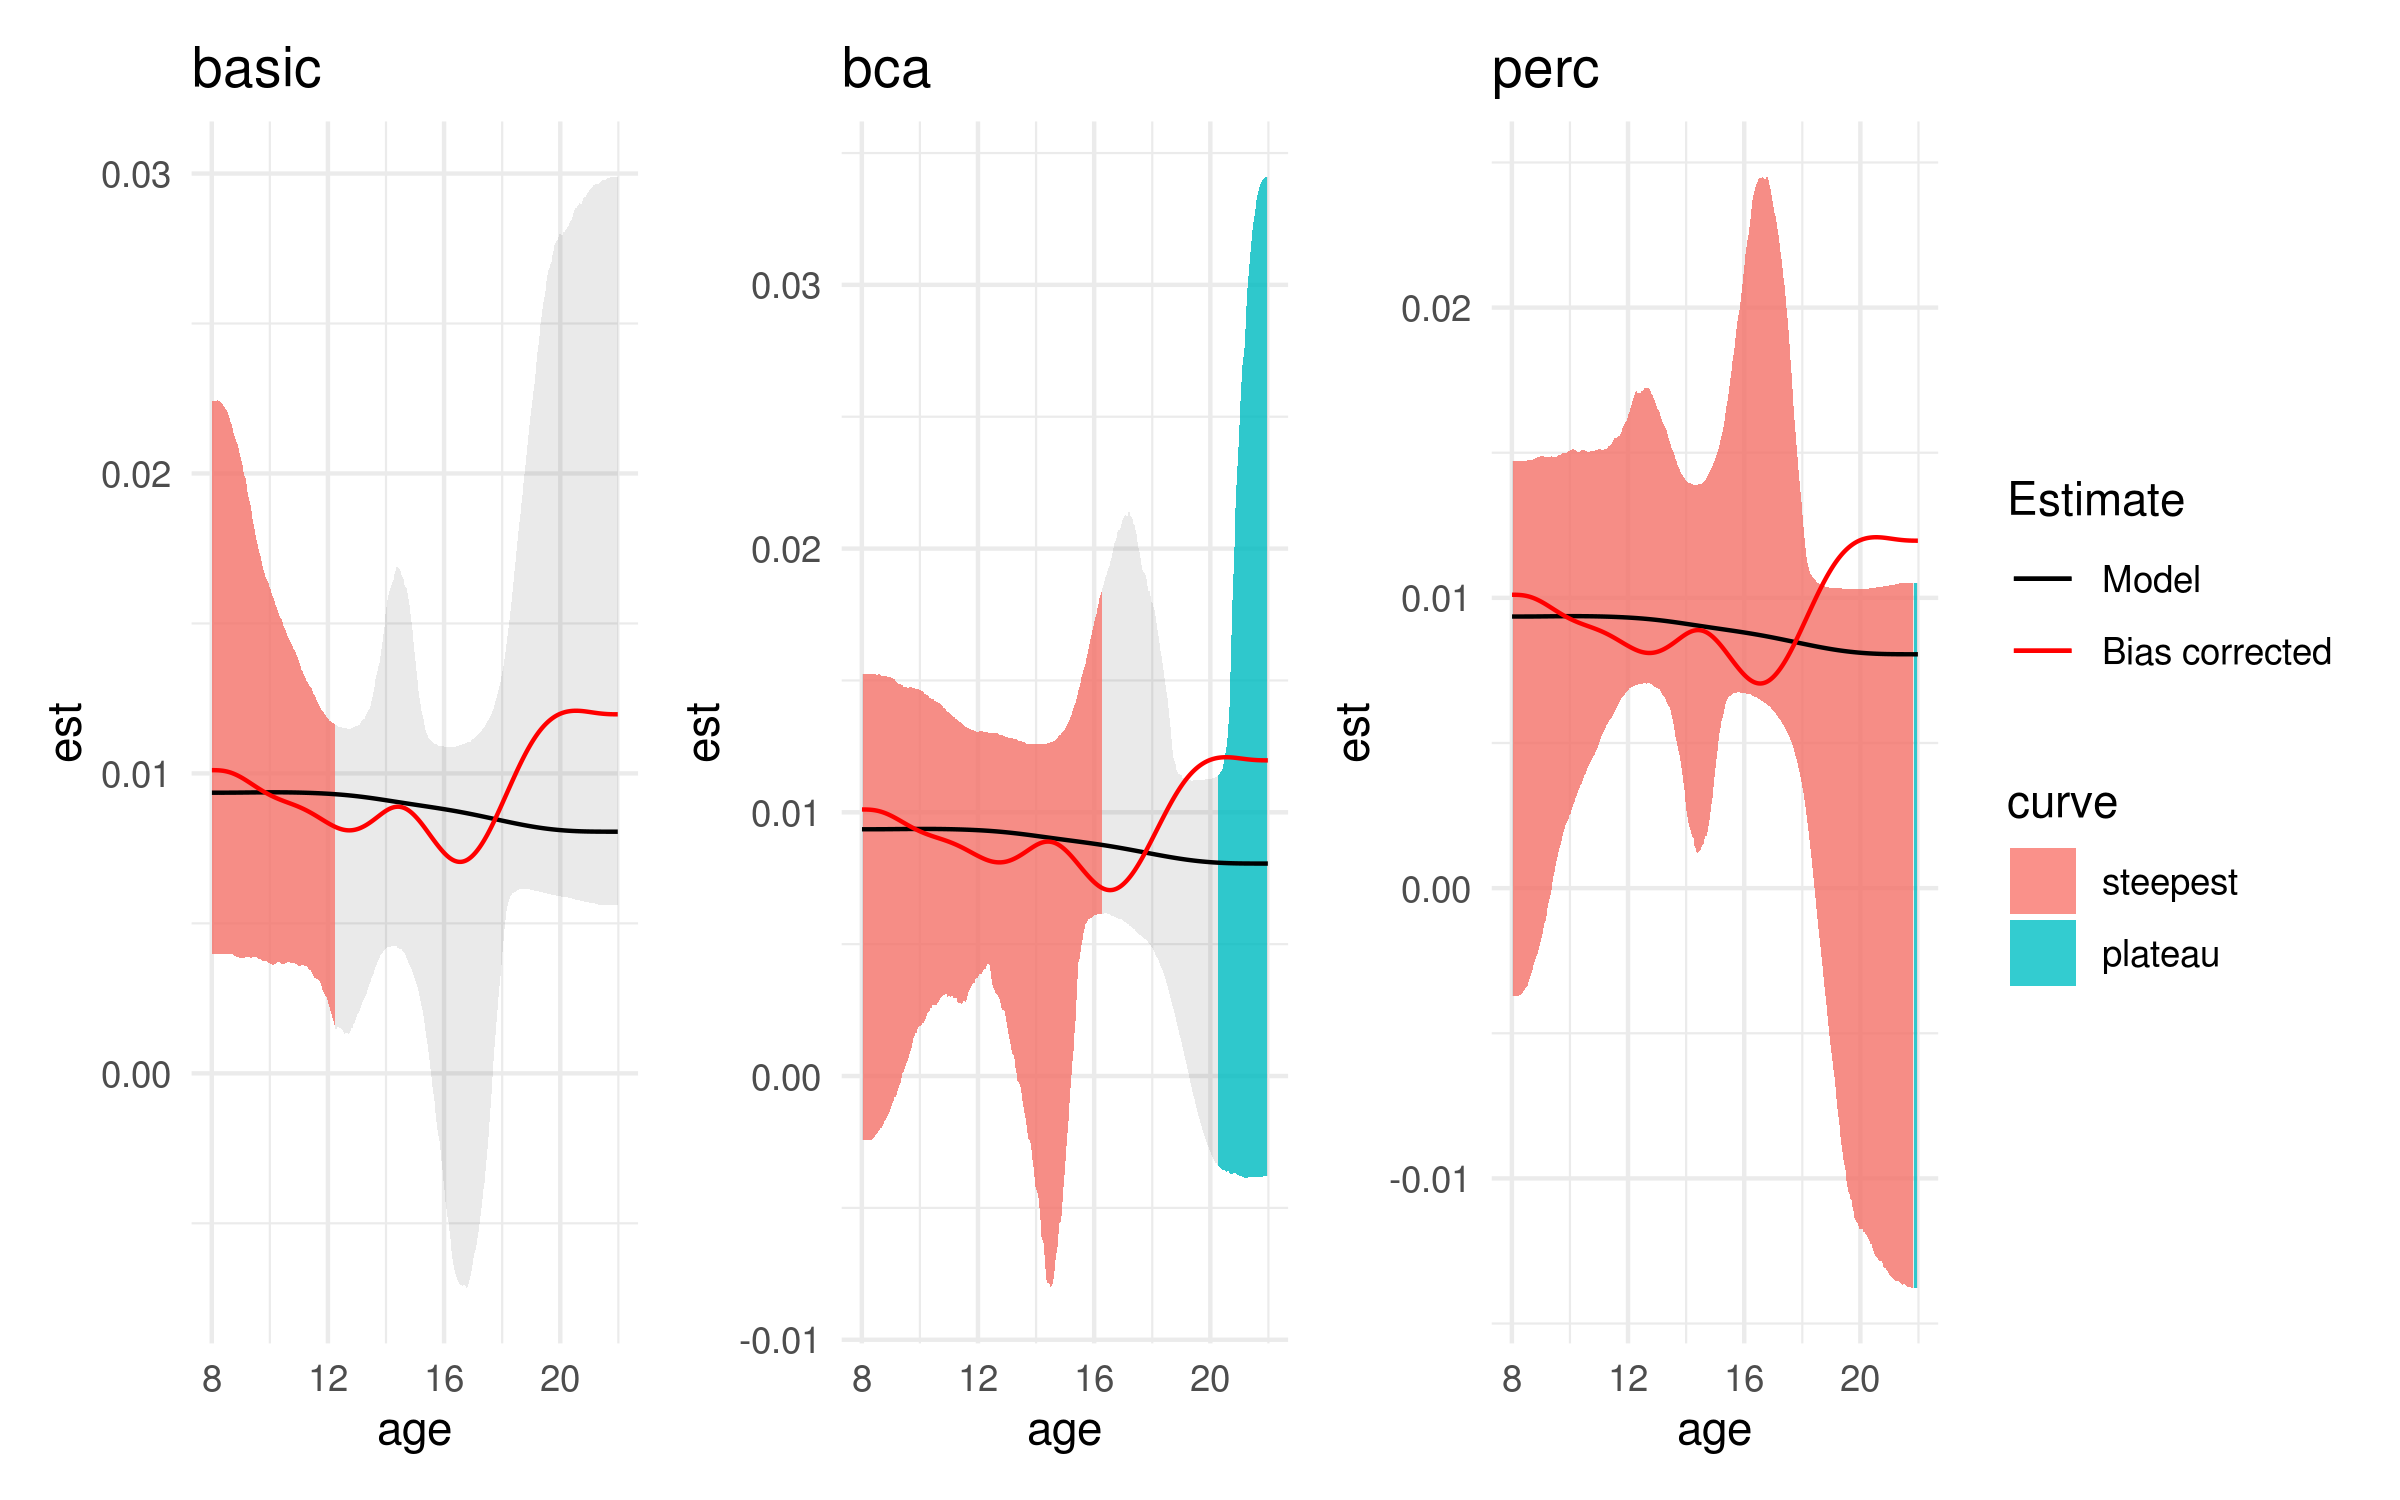 basic
0.03
0.02
0.01
0.00
est
8 12 16 20
age
bca
0.03
0.02
0.01
0.00
-0.01
est
8 12 16 20
age
perc
0.02
0.01
0.00
-0.01
est
8 12 16 20
age
Estimate
Model
Bias corrected
curve
steepest
plateau